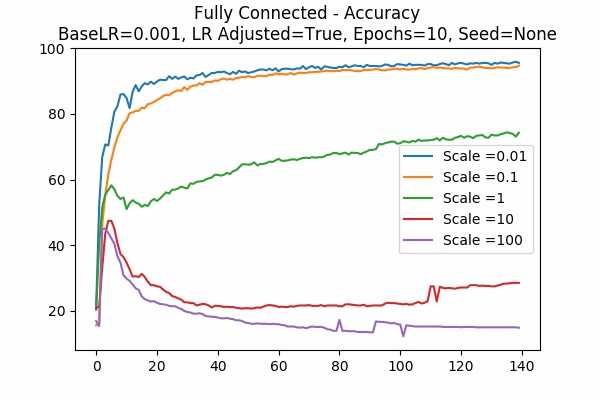 Fully Connected - Accuracy
BaseLR=0.001, LR Adjusted=True, Epochs=10, Seed=None
100
80
60
40
20
0
20
40
60
80
100
120
140
Scale =0.01
Scale =0.1
Scale =1
Scale =10
Scale =100